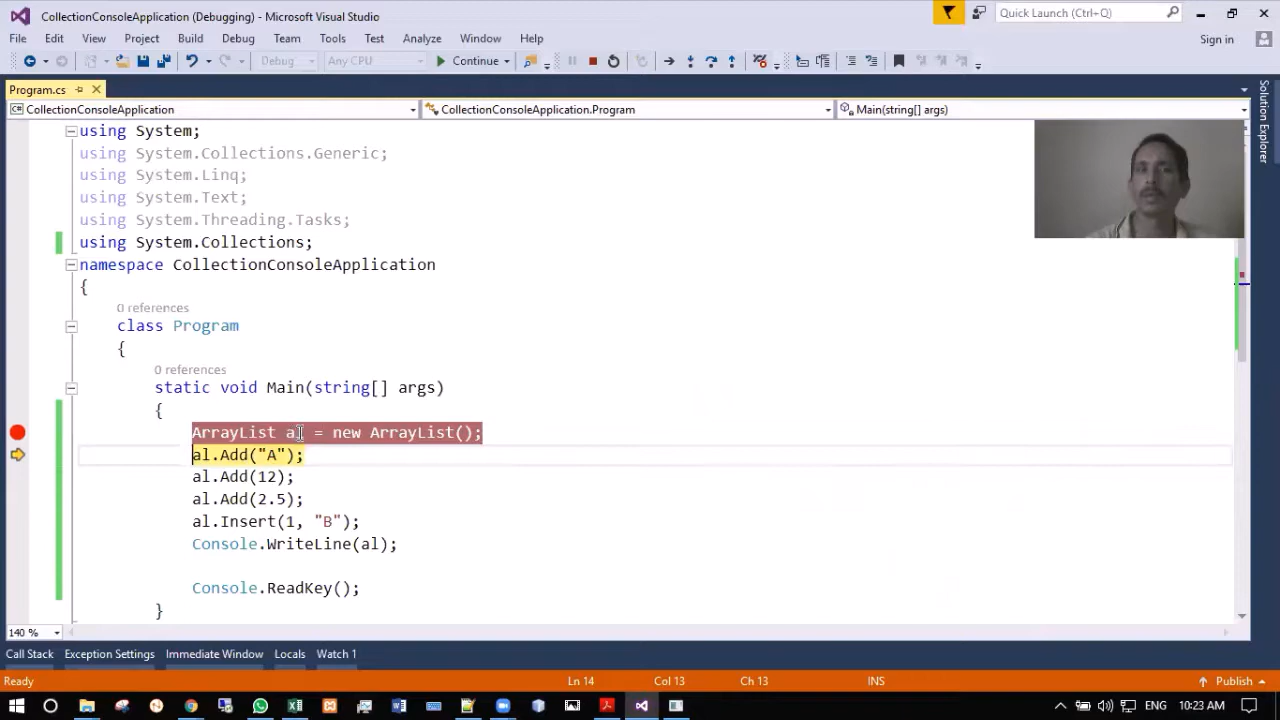 CollectionConsoleApplication (Debugging) - Microsoft Visual Studio
Quick Launch (Ctrl+Q)
File Edit View Project Build Debug Team Tools Test Analyze Window Help
Sign in
Debug Any CPU Continue
Program.cs
CollectionConsoleApplication CollectionConsoleApplication.Program Main(string[] args)
Solution Explorer
using System;
using System.Collections.Generic;
using System.Linq;
using System.Text;
using System.Threading.Tasks;
using System.Collections;
namespace CollectionConsoleApplication
{
0 references
class Program
{
0 references
static void Main(string[] args)
{
ArrayList al = new ArrayList();
al.Add("A");
al.Add(12);
al.Add(2.5);
al.Insert(1, "B");
Console.WriteLine(al);
Console.ReadKey();
}
140 %
Call Stack Exception Settings Immediate Window Locals Watch 1
Ready Ln 14 Col 13 Ch 13 INS Publish
ENG 10:23 AM